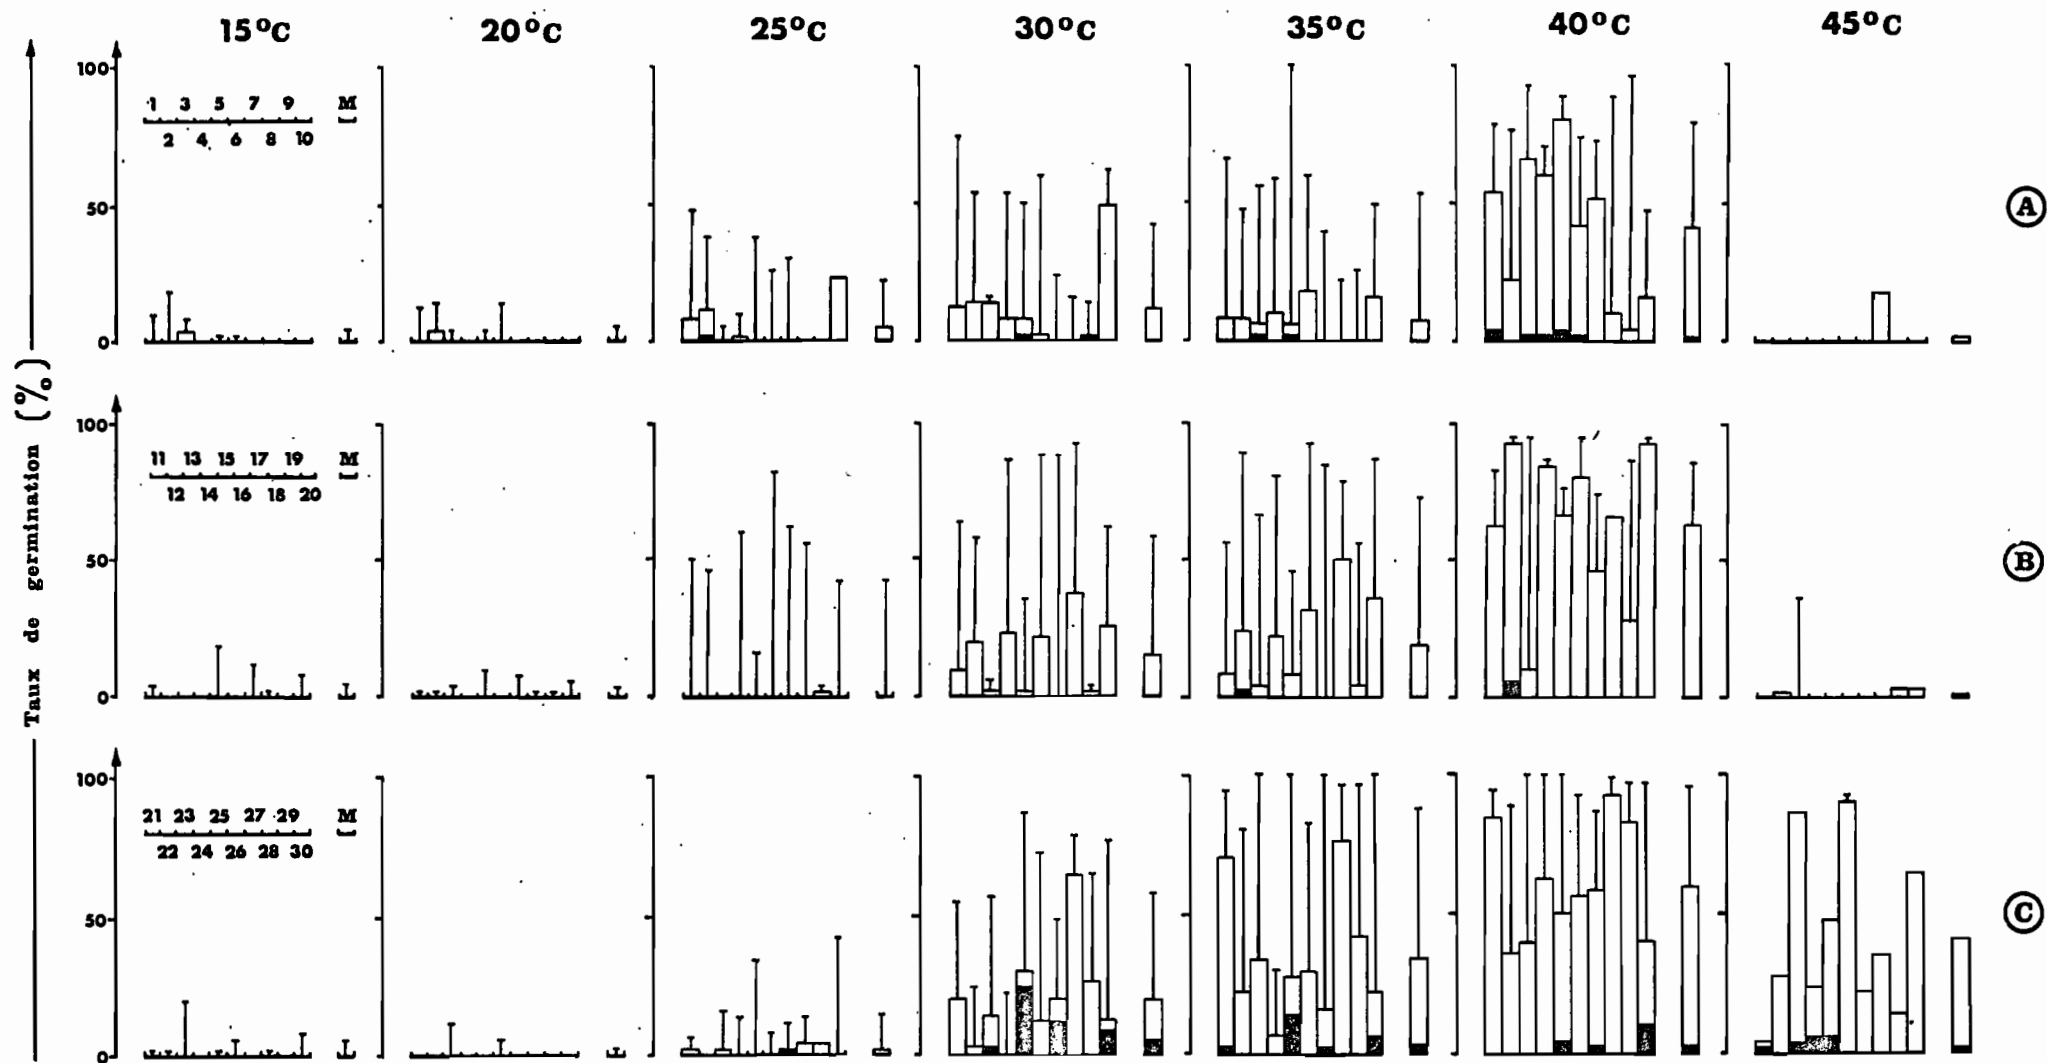 15°C 20°C 25°C 30°C 35°C 40°C 45°C
Taux de germination (%)
100
50
0
1 3 5 7 9 M
2 4 6 8 10
A
100
50
0
11 13 15 17 19 M
12 14 16 18 20
B
100
50
0
21 23 25 27 29 M
22 24 26 28 30
C